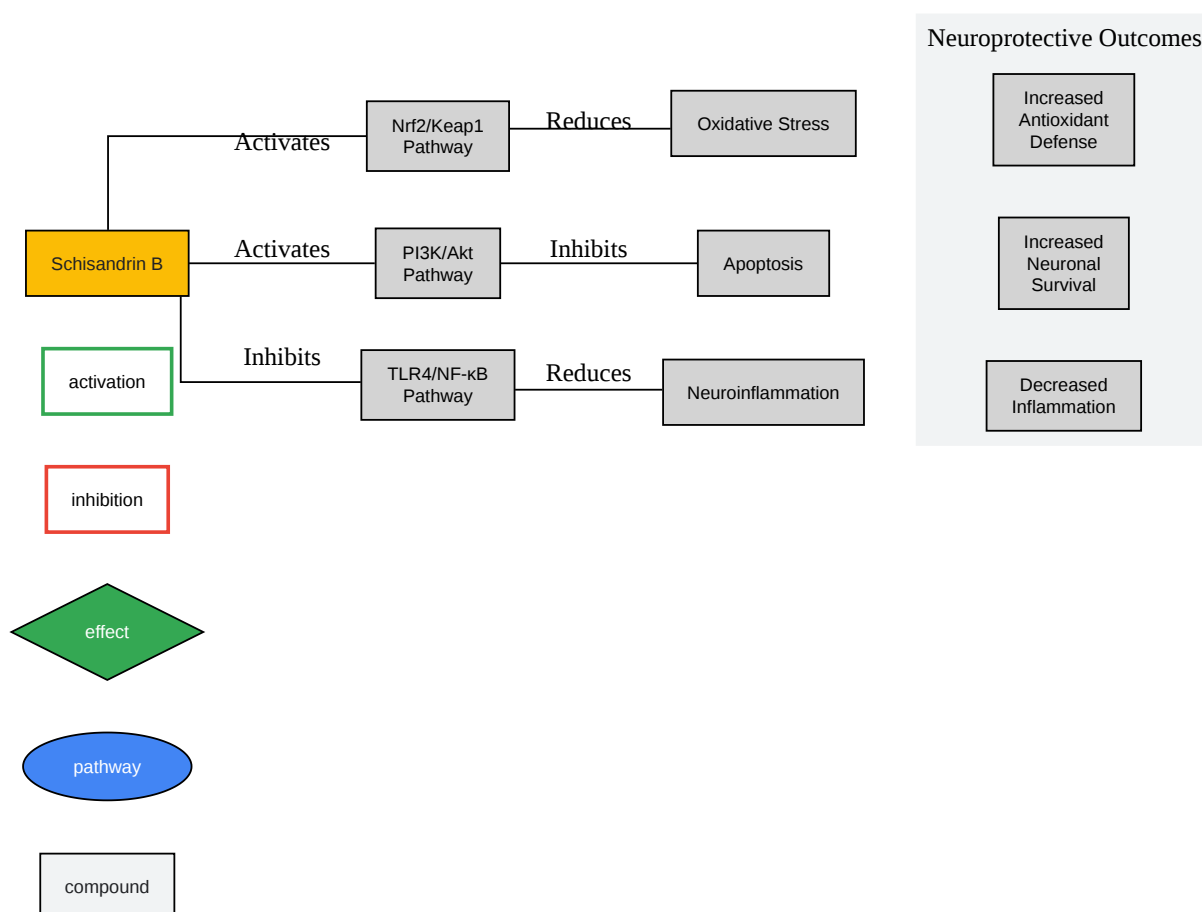 Neuroprotective Outcomes
Nrf2/Keap1
Pathway
Activates
Reduces
Oxidative Stress
Increased
Antioxidant
Defense
Schisandrin B
Activates
PI3K/Akt
Pathway
Inhibits
Apoptosis
Increased
Neuronal
Survival
activation
Inhibits
TLR4/NF-κB
Pathway
Reduces
Neuroinflammation
Decreased
Inflammation
inhibition
effect
pathway
compound